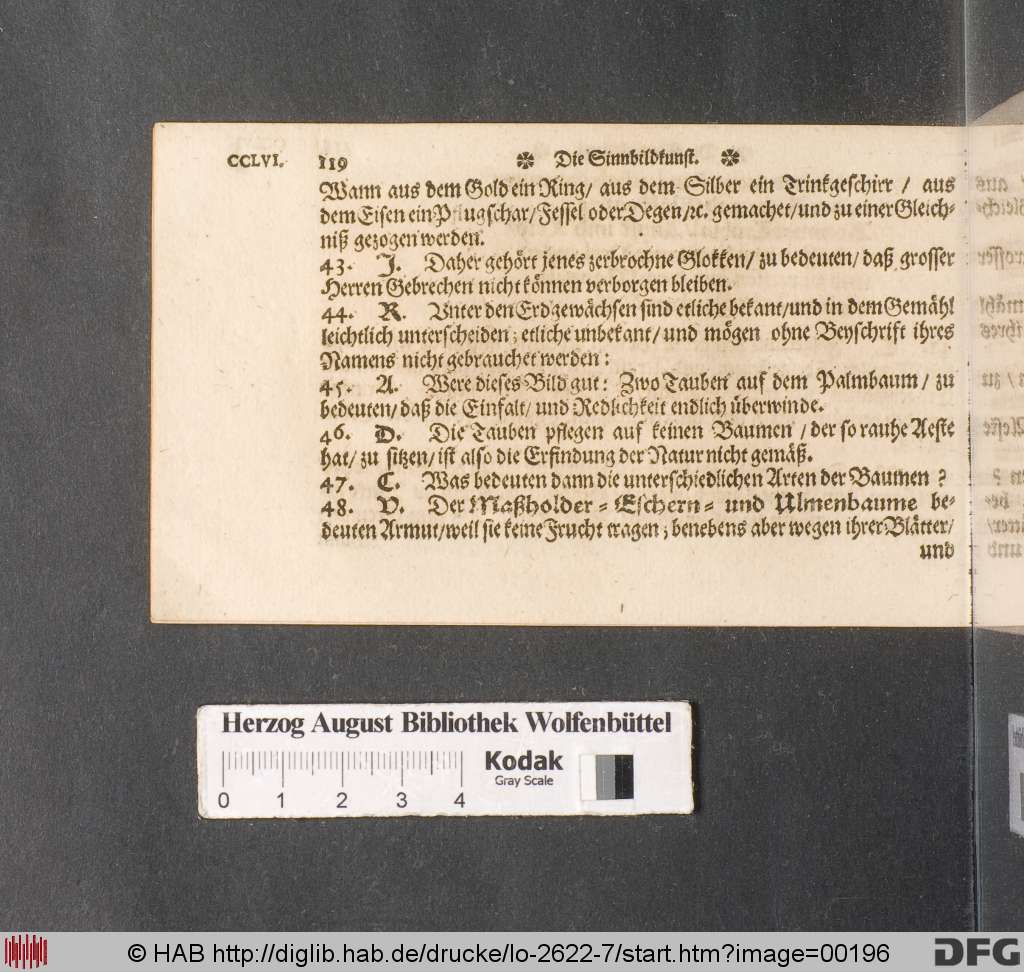 CCLVI. 119 ❋ Die Sinnbildkunst. ❋
Wann aus dem Gold ein Ring/ aus dem Silber ein Trinkgeschirr / aus
dem Eisen ein Pflugschar/Fessel oder Degen/ꝛc. gemachet/und zu einer Gleich-
niß gezogen werden.
43. J. Daher gehört jenes zerbrochne Glokken/ zu bedeuten/ daß grosser
Herren Gebrechen nicht können verborgen bleiben.
44. R. Unter den Erdgewächsen sind etliche bekant/und in dem Gemähl
leichtlich unterscheiden; etliche unbekant/ und mögen ohne Beyschrift ihres
Namens nicht gebrauchet werden:
45. A. Were dieses Bild gut: Zwo Tauben auf dem Palmbaum / zu
bedeuten/ daß die Einfalt/ und Redlichkeit endlich überwinde.
46. D. Die Tauben pflegen auf keinen Baumen / der so rauhe Aeste
hat/ zu sitzen/ ist also die Erfindung der Natur nicht gemäß.
47. C. Was bedeuten dann die unterschiedlichen Arten der Baumen ?
48. V. Der Maßholder- Eschern- und Ulmenbaume be-
deuten Armut/weil sie keine Frucht tragen; benebens aber wegen ihrer Blätter/
und
Herzog August Bibliothek Wolfenbüttel
0 1 2 3 4
Kodak
Gray Scale
© HAB http://diglib.hab.de/drucke/lo-2622-7/start.htm?image=00196
DFG